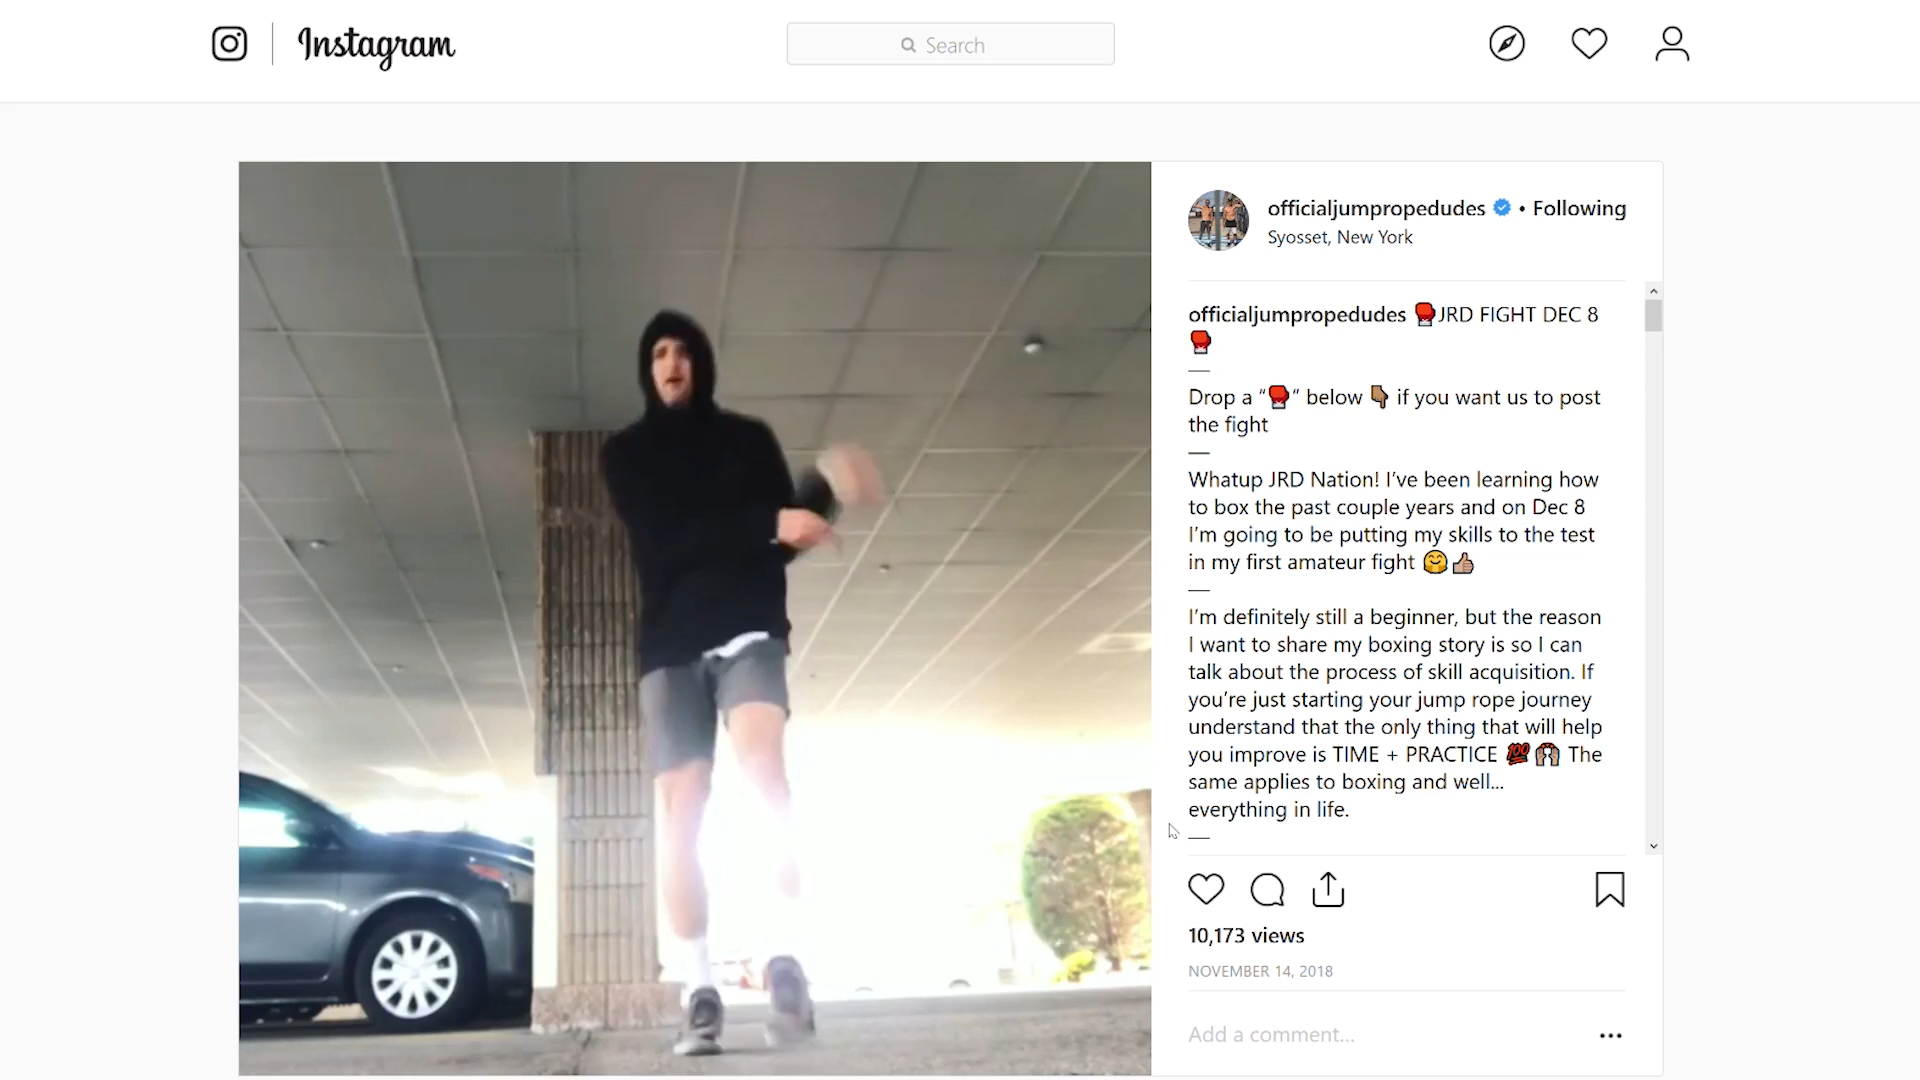 Instagram
Search
officialjumpropedudes • Following
Syosset, New York
officialjumpropedudes 🥊JRD FIGHT DEC 8
🥊
—
Drop a “🥊” below 👇🏽 if you want us to post
the fight
—
Whatup JRD Nation! I’ve been learning how
to box the past couple years and on Dec 8
I’m going to be putting my skills to the test
in my first amateur fight 🤗👍🏽
—
I’m definitely still a beginner, but the reason
I want to share my boxing story is so I can
talk about the process of skill acquisition. If
you’re just starting your jump rope journey
understand that the only thing that will help
you improve is TIME + PRACTICE 💯🙌🏽 The
same applies to boxing and well...
everything in life.
—
10,173 views
NOVEMBER 14, 2018
Add a comment...